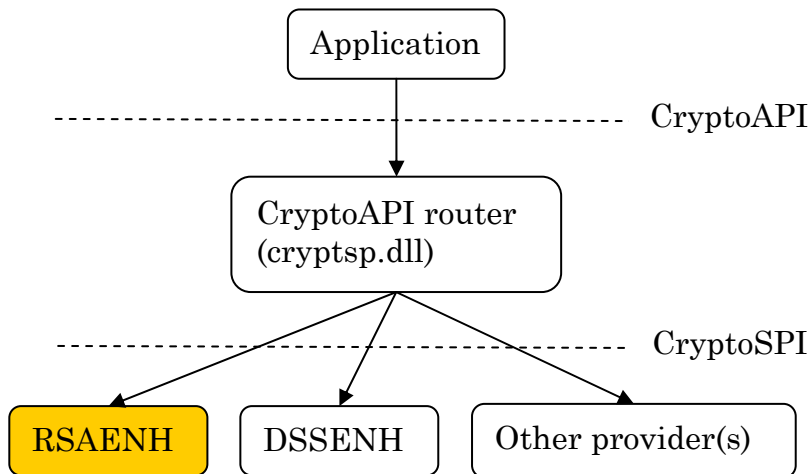 Application
CryptoAPI
CryptoAPI router
(cryptsp.dll)
CryptoSPI
RSAENH
DSSENH
Other provider(s)